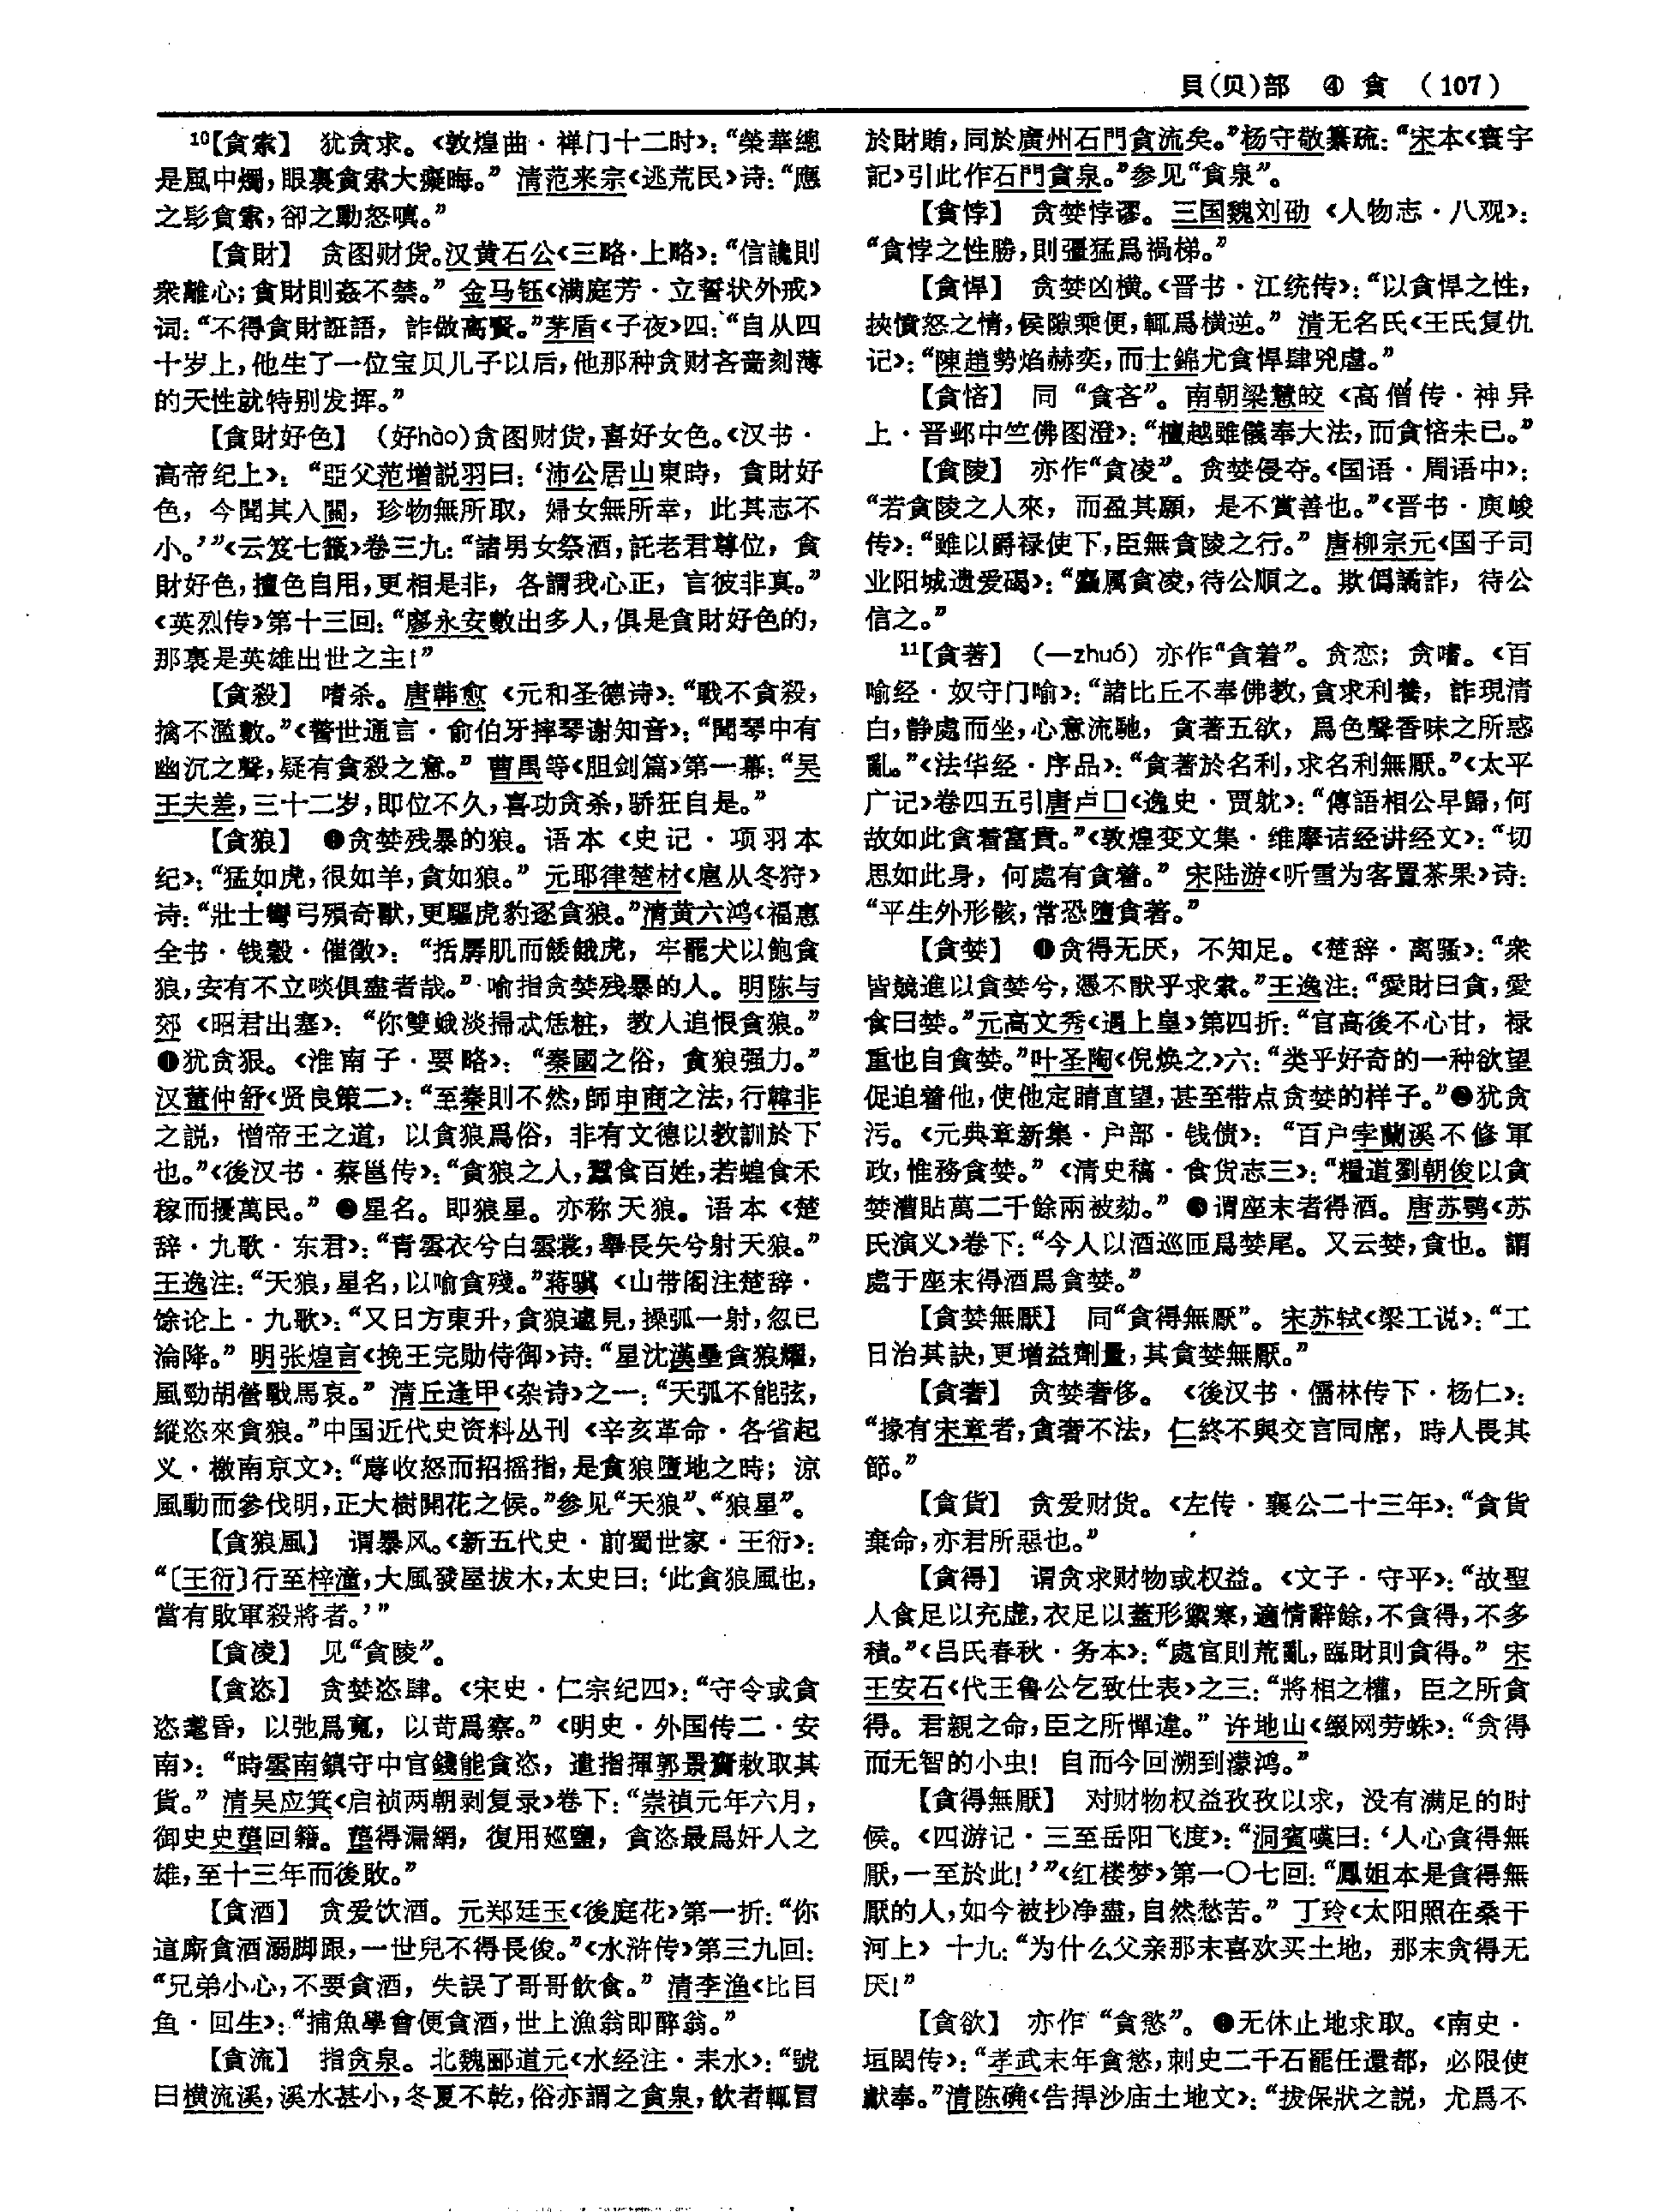 貝(贝)部　④　貪　(107)
10【貪索】　犹贪求。《敦煌曲·禅门十二时》：“榮華總
是風中燭，眼裏貪索大癡晦。”　清范来宗《逃荒民》诗：“應
之髟貪索，卻之動怒嗔。”
【貪財】　贪图财货。汉黄石公《三略·上略》：“信讒則
衆離心；貪財則姦不禁。”　金马钰《满庭芳·立誓状外戒》
词：“不得貪財誑語，詐做高賢。”茅盾《子夜》四：“自从四
十岁上，他生了一位宝贝儿子以后，他那种贪财吝啬刻薄
的天性就特别发挥。”
【貪財好色】　（好hào）贪图财货，喜好女色。《汉书·
高帝纪上》：“亞父范增説羽曰：‘沛公居山東時，貪財好
色，今聞其入關，珍物無所取，婦女無所幸，此其志不
小。’”《云笈七籤》卷三九：“諸男女祭酒，託老君尊位，貪
財好色，擅色自用，更相是非，各謂我心正，言彼非真。”
《英烈传》第十三回：“廖永安數出多人，俱是貪財好色的，
那裏是英雄出世之主！”
【貪殺】　嗜杀。唐韩愈《元和圣德诗》：“戰不貪殺，
擒不濫數。”《警世通言·俞伯牙摔琴谢知音》：“聞琴中有
幽沉之聲，疑有貪殺之意。”　曹禺等《胆剑篇》第一幕：“吴
王夫差，三十二岁，即位不久，喜功贪杀，骄狂自是。”
【貪狼】　❶贪婪残暴的狼。语本《史记·项羽本
纪》：“猛如虎，很如羊，貪如狼。”　元耶律楚材《扈从冬狩》
诗：“壯士彎弓殞奇獸，更驅虎豹逐貪狼。”清黄六鸿《福惠
全书·钱穀·催徵》：“括孱肌而餧餓虎，牢罷犬以飽貪
狼，安有不立啖俱盡者哉。”喻指贪婪残暴的人。明陈与
郊《昭君出塞》：“你雙蛾淡掃忒恁粧，教人追恨貪狼。”
❶犹贪狠。《淮南子·要略》：“秦國之俗，貪狼强力。”
汉董仲舒《贤良策二》：“至秦則不然，師申商之法，行韓非
之説，憎帝王之道，以貪狼爲俗，非有文德以教訓於下
也。”《後汉书·蔡邕传》：“貪狼之人，蠶食百姓，若蝗食禾
稼而擾萬民。”　❷星名。即狼星。亦称天狼。语本《楚
辞·九歌·东君》：“青雲衣兮白霓裳，舉長矢兮射天狼。”
王逸注：“天狼，星名，以喻貪殘。”蒋骥《山带阁注楚辞·
馀论上·九歌》：“又日方東升，貪狼遽見，操弧一射，忽已
淪降。”　明张煌言《挽王完勋侍御》诗：“星沈漢壘貪狼耀，
風勁胡營戰馬哀。”　清丘逢甲《杂诗》之一：“天弧不能弦，
縱恣來貪狼。”中国近代史资料丛刊《辛亥革命·各省起
义·檄南京文》：“蓐收怒而招摇指，是貪狼墮地之時；涼
風動而參伐明，正大樹開花之候。”参见“天狼”、“狼星”。
【貪狼風】　谓暴风。《新五代史·前蜀世家·王衍》：
“〔王衍〕行至梓潼，大風發屋拔木，太史曰：‘此貪狼風也，
當有敗軍殺將者。’”
【貪凌】　见“貪陵”。
【貪恣】　贪婪恣肆。《宋史·仁宗纪四》：“守令或貪
恣耄昏，以弛爲寬，以苛爲察。”《明史·外国传二·安
南》：“時雲南鎮守中官錢能貪恣，遣指揮郭景齎敕取其
貨。”　清吴应箕《启祯两朝剥复录》卷下：“崇禎元年六月，
御史史𡎊回籍。𡎊得漏網，復用廵鹽，貪恣最爲奸人之
雄，至十三年而後敗。”
【貪酒】　贪爱饮酒。元郑廷玉《後庭花》第一折：“你
道廝貪酒溺脚跟，一世兒不得長俊。”《水浒传》第三九回：
“兄弟小心，不要貪酒，失誤了哥哥飲食。”　清李渔《比目
鱼·回生》：“捕魚學會便貪酒，世上漁翁即醉翁。”
【貪流】　指贪泉。北魏郦道元《水经注·耒水》：“號
曰横流溪，溪水甚小，冬夏不乾，俗亦謂之貪泉，飲者輒冒
於財賄，同於廣州石門貪流矣。”杨守敬纂疏：“宋本《寰宇
記》引此作石門貪泉。”参见“貪泉”。
【貪悖】　贪婪悖谬。三国魏刘劭《人物志·八观》：
“貪悖之性勝，則彊猛爲禍梯。”
【貪悍】　贪婪凶横。《晋书·江统传》：“以貪悍之性，
挾憤怒之情，候隙乘便，輒爲横逆。”　清无名氏《王氏复仇
记》：“陳趙勢焰赫奕，而士錦尤貪悍肆兇虐。”
【貪悋】　同“貪吝”。南朝梁慧皎《高僧传·神异
上·晋邺中竺佛图澄》：“檀越雖儀奉大法，而貪悋未已。”
【貪陵】　亦作“貪凌”。贪婪侵夺。《国语·周语中》：
“若貪陵之人來，而盈其願，是不賞善也。”《晋书·庾峻
传》：“雖以爵禄使下，臣無貪陵之行。”　唐柳宗元《国子司
业阳城遗爱碣》：“麤厲貪凌，待公順之。欺僞譎詐，待公
信之。”
11【貪著】　（—zhuó）亦作“貪着”。贪恋；贪嗜。《百
喻经·奴守门喻》：“諸比丘不奉佛教，貪求利養，詐現清
白，静處而坐，心意流馳，貪著五欲，爲色聲香味之所惑
亂。”《法华经·序品》：“貪著於名利，求名利無厭。”《太平
广记》卷四五引唐卢囗《逸史·贾躭》：“傳語相公早歸，何
故如此貪着富貴。”《敦煌变文集·维摩诘经讲经文》：“切
思如此身，何處有貪着。”　宋陆游《听雪为客置茶果》诗：
“平生外形骸，常恐墮貪著。”
【貪婪】　❶贪得无厌，不知足。《楚辞·离骚》：“衆
皆競進以貪婪兮，憑不猒乎求索。”王逸注：“愛財曰貪，愛
食曰婪。”元高文秀《遇上皇》第四折：“官高後不心甘，禄
重也自貪婪。”叶圣陶《倪焕之》六：“类乎好奇的一种欲望
促迫着他，使他定睛直望，甚至带点贪婪的样子。”❷犹贪
污。《元典章新集·户部·钱债》：“百户孛蘭溪不修軍
政，惟務貪婪。”《清史稿·食货志三》：“糧道劉朝俊以貪
婪漕貼萬二千餘兩被劾。”　❸谓座末者得酒。唐苏鹗《苏
氏演义》卷下：“今人以酒巡匝爲婪尾。又云婪，貪也。謂
處于座末得酒爲貪婪。”
【貪婪無厭】　同“貪得無厭”。宋苏轼《梁工说》：“工
日治其訣，更增益劑量，其貪婪無厭。”
【貪奢】　贪婪奢侈。《後汉书·儒林传下·杨仁》：
“掾有宋章者，貪奢不法，仁終不與交言同席，時人畏其
節。”
【貪貨】　贪爱财货。《左传·襄公二十三年》：“貪貨
棄命，亦君所惡也。”
【貪得】　谓贪求财物或权益。《文子·守平》：“故聖
人食足以充虚，衣足以蓋形禦寒，適情辭餘，不貪得，不多
積。”《吕氏春秋·务本》：“處官則荒亂，臨財則貪得。”　宋
王安石《代王鲁公乞致仕表》之三：“將相之權，臣之所貪
得。君親之命，臣之所憚違。”　许地山《缀网劳蛛》：“贪得
而无智的小虫！自而今回溯到濛鸿。”
【貪得無厭】　对财物权益孜孜以求，没有满足的时
候。《四游记·三至岳阳飞度》：“洞賓嘆曰：‘人心貪得無
厭，一至於此！’”《红楼梦》第一〇七回：“鳳姐本是貪得無
厭的人，如今被抄净盡，自然愁苦。”　丁玲《太阳照在桑干
河上》十九：“为什么父亲那末喜欢买土地，那末贪得无
厌！”
【貪欲】　亦作“貪慾”。❶无休止地求取。《南史·
垣閎传》：“孝武末年貪慾，刺史二千石罷任還都，必限使
獻奉。”清陈确《告捍沙庙土地文》：“拔保狀之説，尤爲不